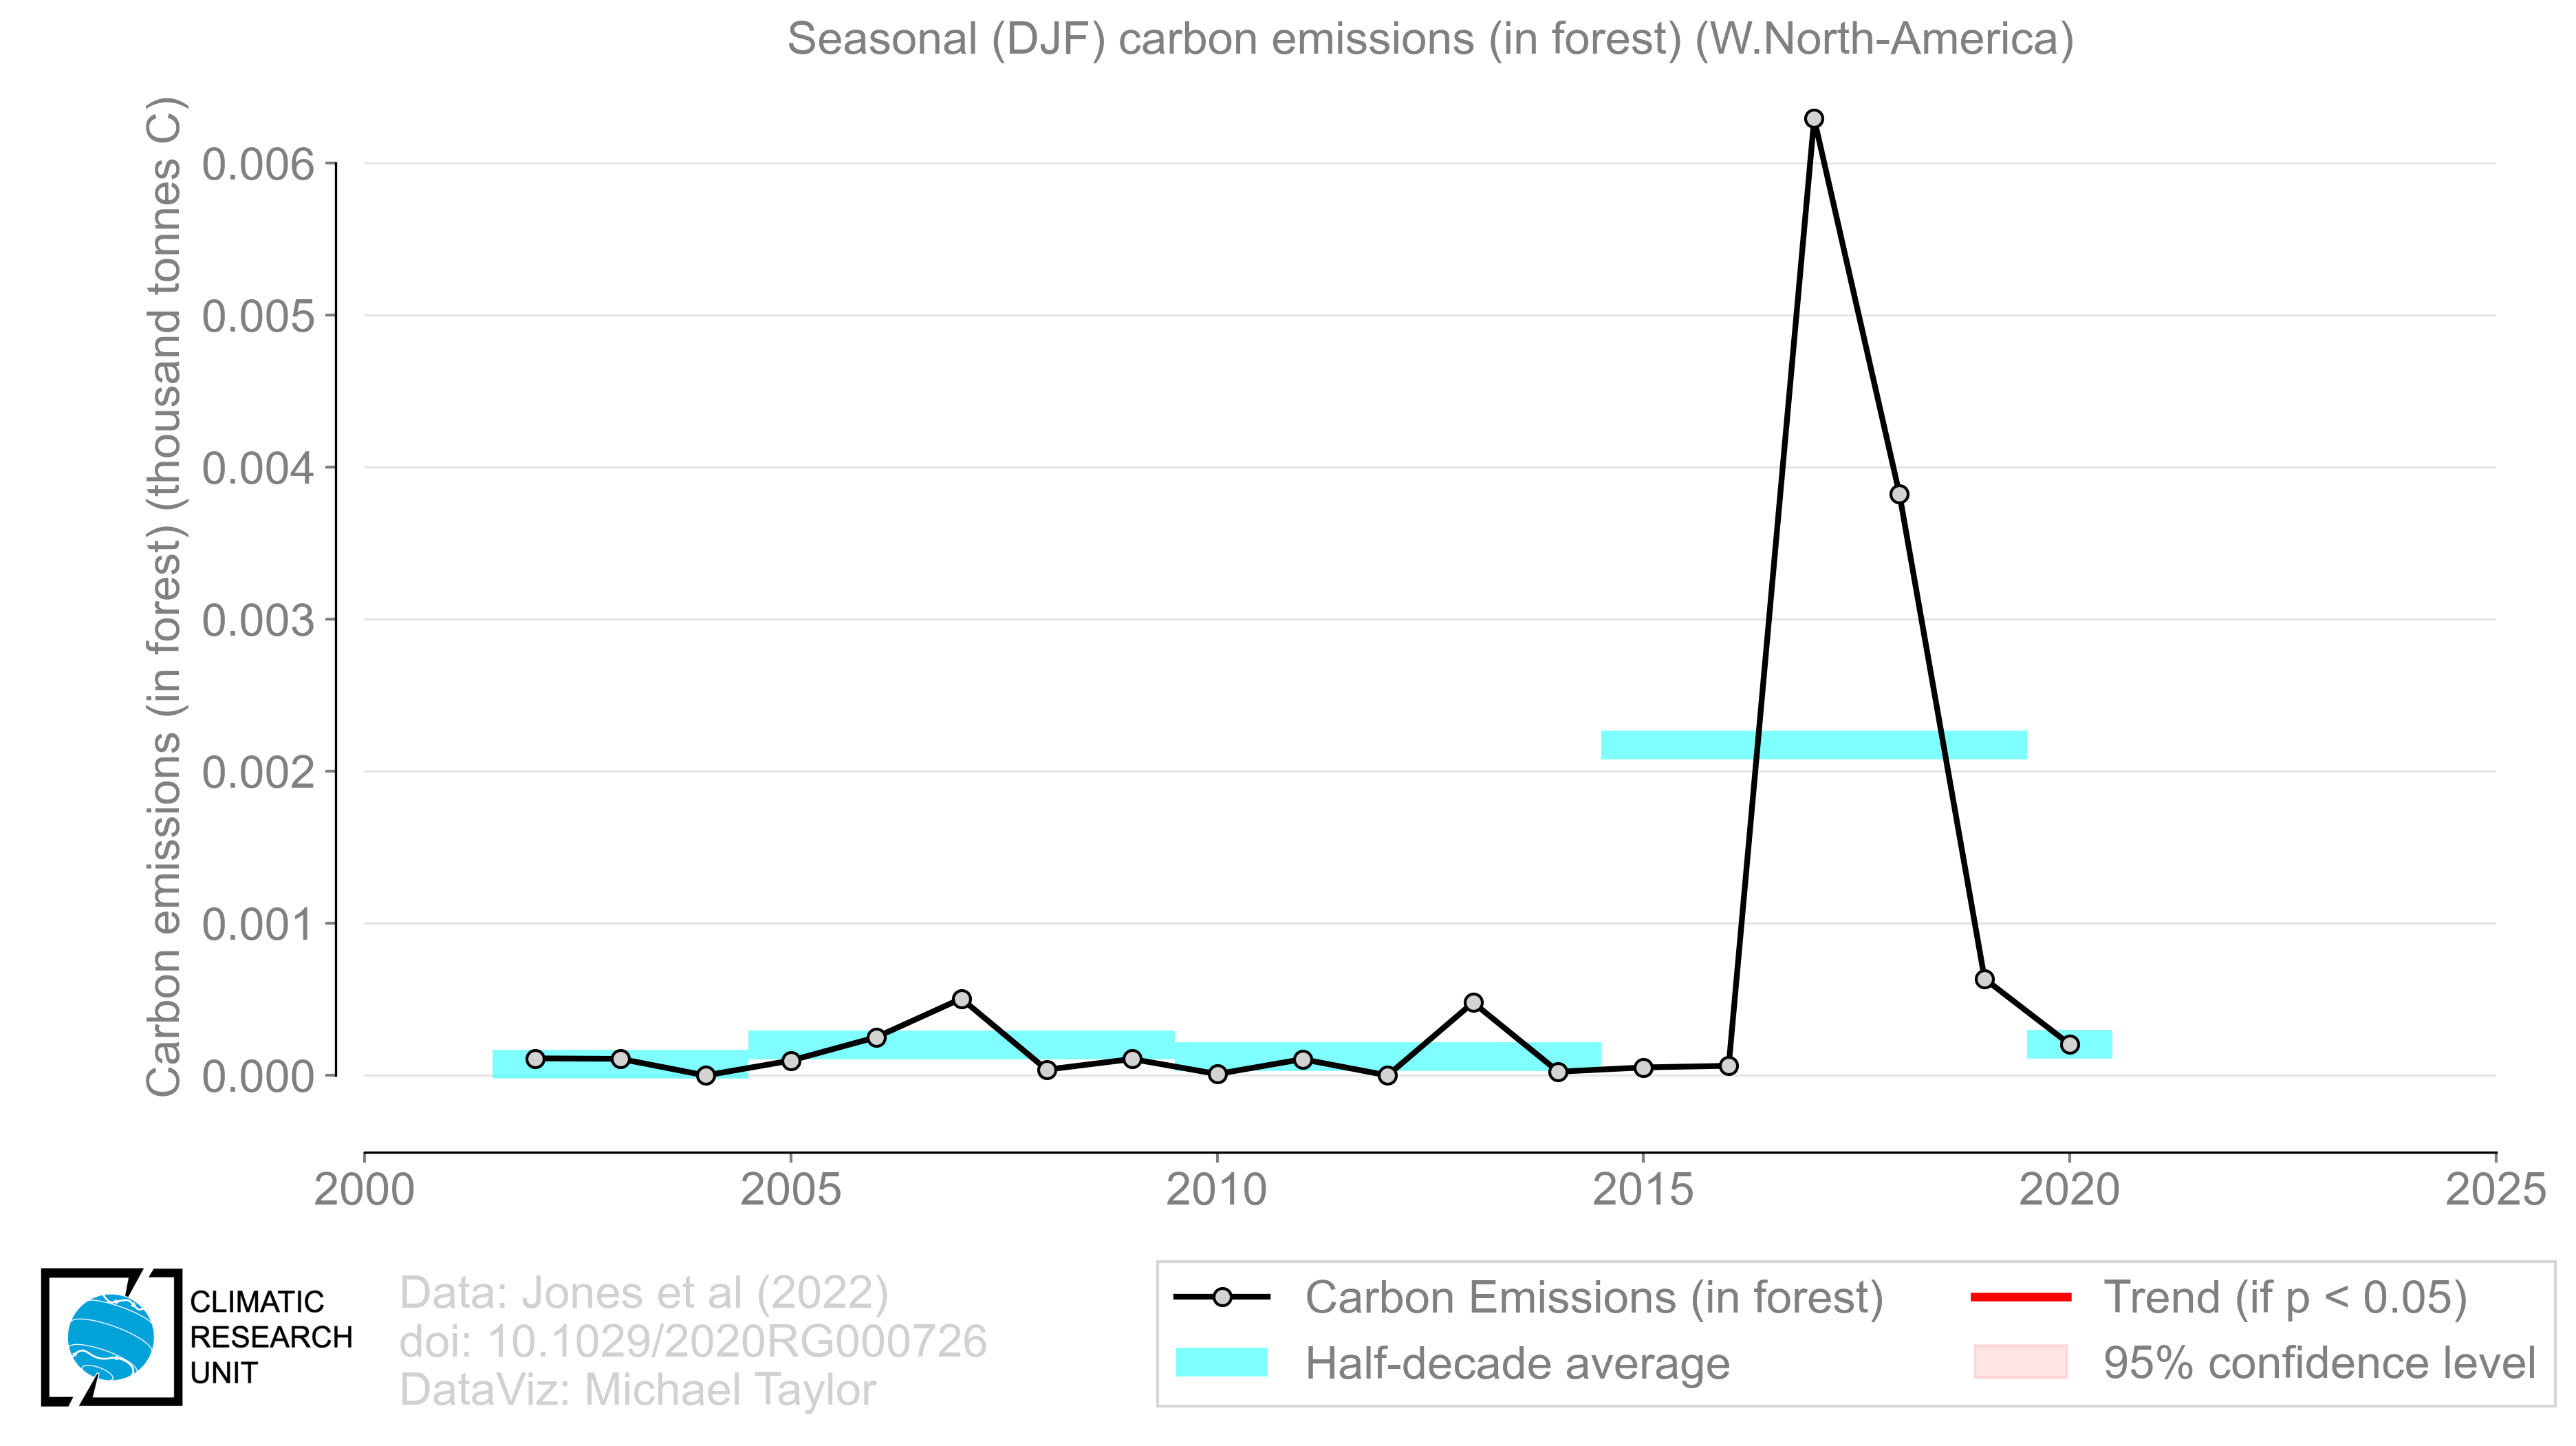 Seasonal (DJF) carbon emissions (in forest) (W.North-America)
Carbon emissions (in forest) (thousand tonnes C)
0.006
0.005
0.004
0.003
0.002
0.001
0.000
2000
2005
2010
2015
2020
2025
CLIMATIC
RESEARCH
UNIT
Data: Jones et al (2022)
doi: 10.1029/2020RG000726
DataViz: Michael Taylor
Carbon Emissions (in forest)
Half-decade average
Trend (if p < 0.05)
95% confidence level